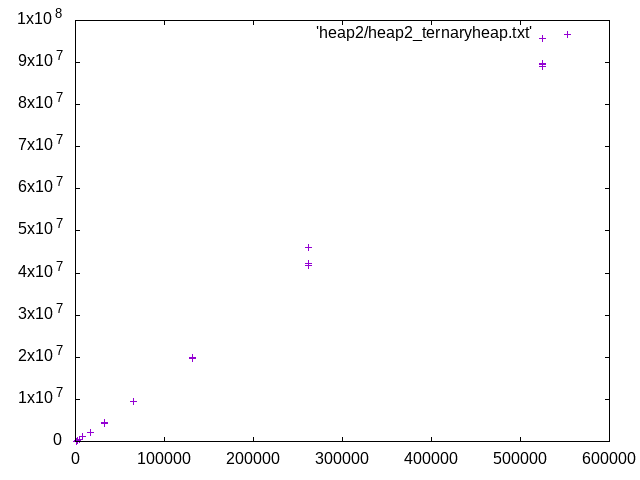 1x10 8
9x10 7
8x10 7
7x10 7
6x10 7
5x10 7
4x10 7
3x10 7
2x10 7
1x10 7
0
'heap2/heap2_ternaryheap.txt'
0 100000 200000 300000 400000 500000 600000